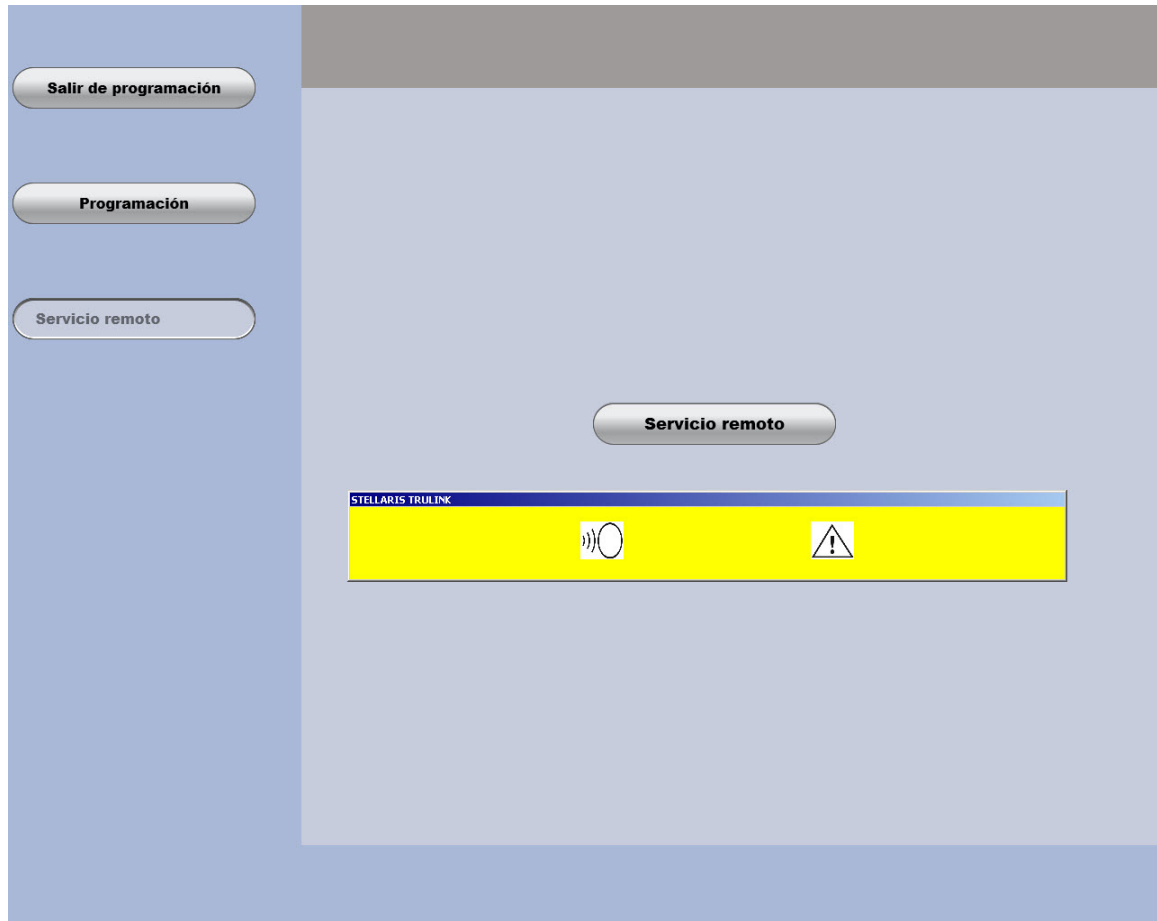 Salir de programación
Programación
Servicio remoto
Servicio remoto
STELLARIS TRULINK